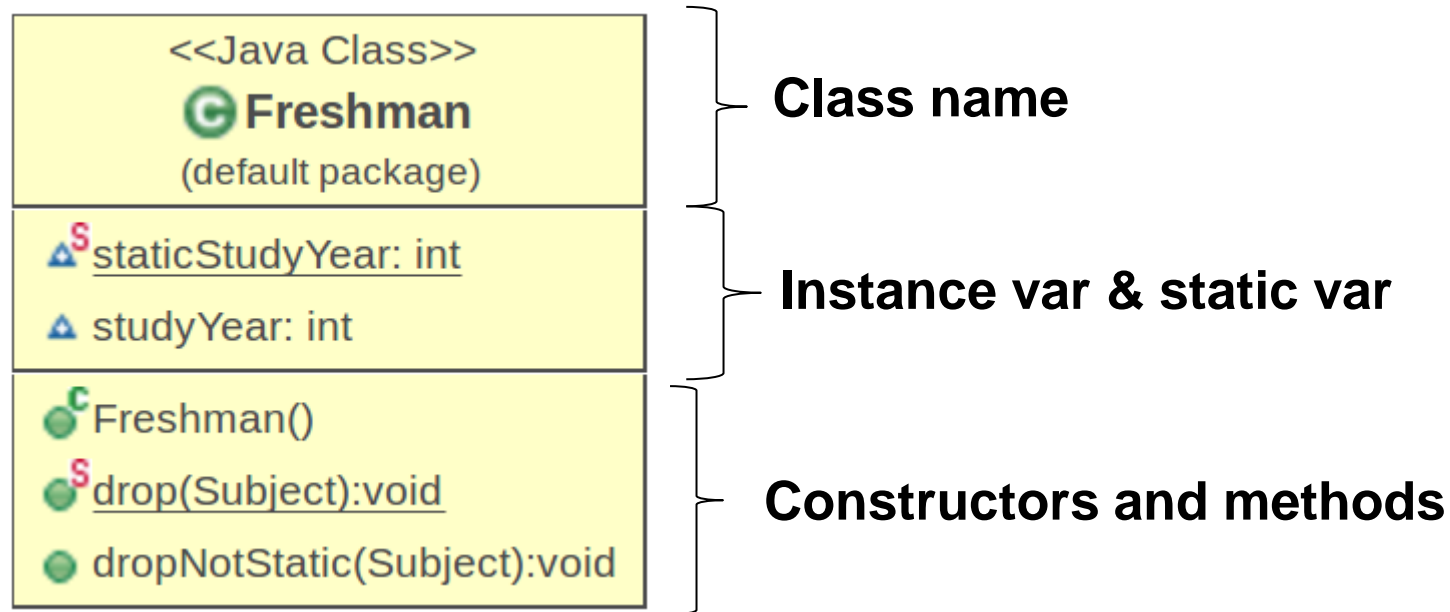 <<Java Class>>
C Freshman
(default package)
Class name
S staticStudyYear: int
studyYear: int
Instance var & static var
C Freshman()
S drop(Subject):void
dropNotStatic(Subject):void
Constructors and methods